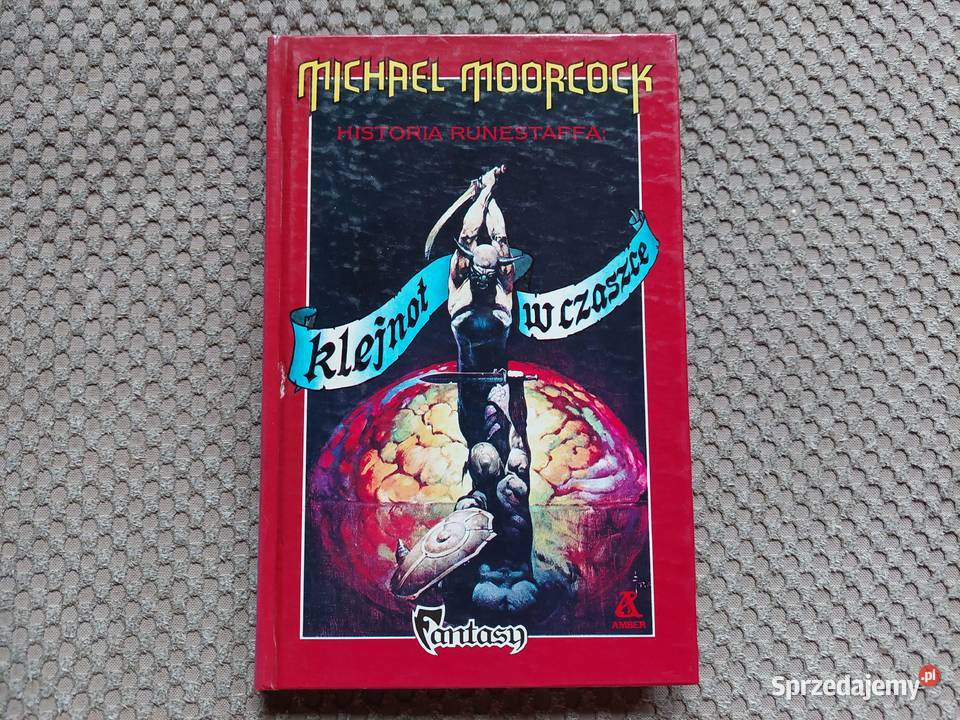 MICHAEL MOORCOCK
HISTORIA RUNESTAFFA:
klejnot w czaszce
Fantasy
AMBER
Sprzedajemy.pl